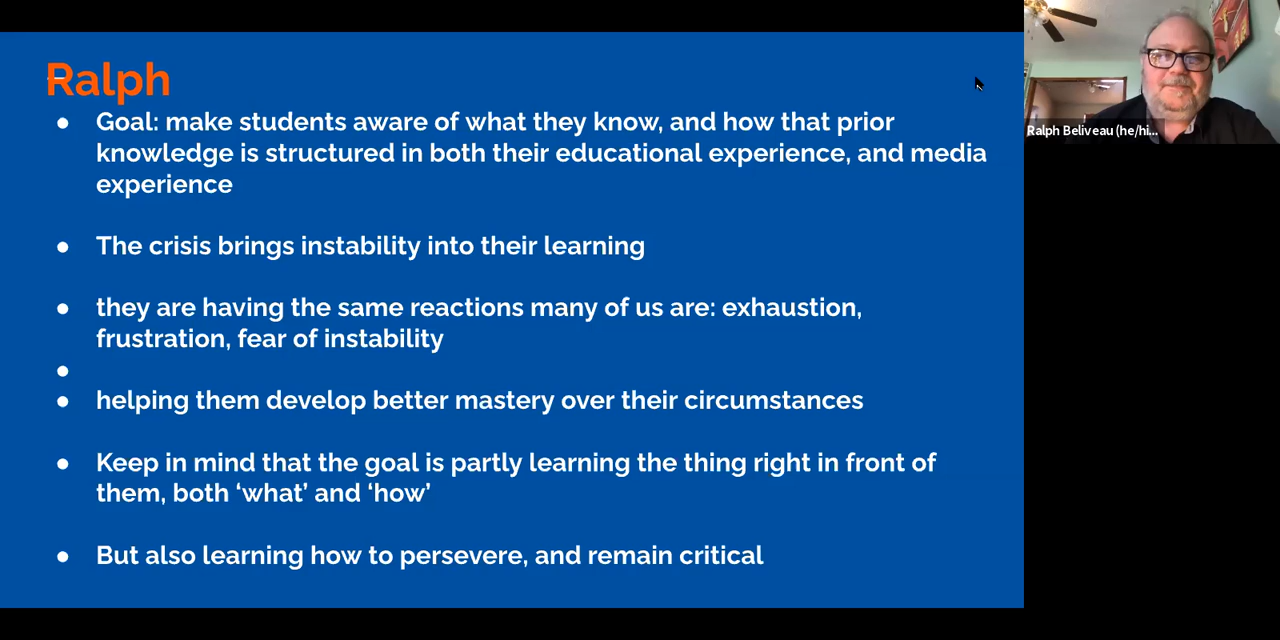 Ralph
● Goal: make students aware of what they know, and how that prior
knowledge is structured in both their educational experience, and media
experience
● The crisis brings instability into their learning
● they are having the same reactions many of us are: exhaustion,
frustration, fear of instability
●
● helping them develop better mastery over their circumstances
● Keep in mind that the goal is partly learning the thing right in front of
them, both ‘what’ and ‘how’
● But also learning how to persevere, and remain critical
Ralph Beliveau (he/hi...